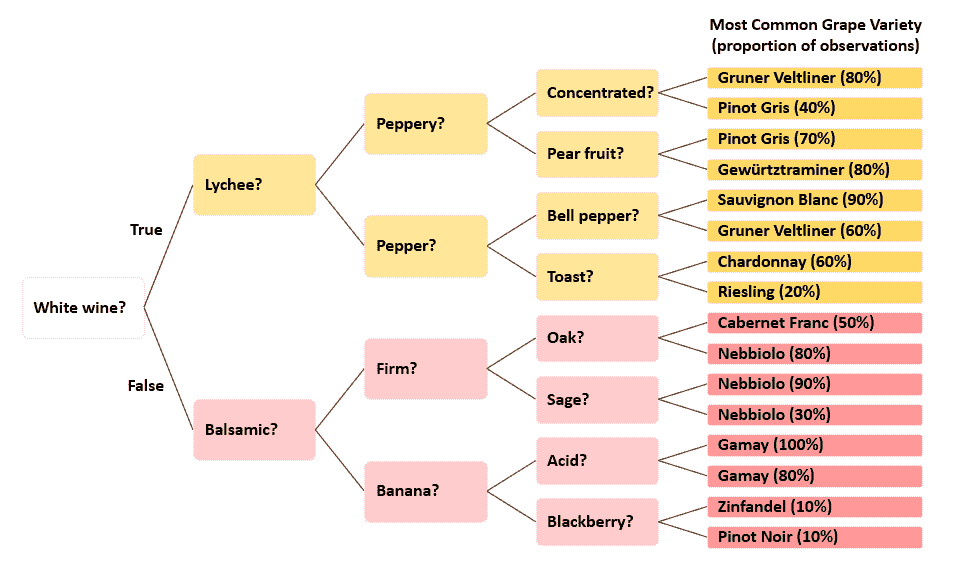 Most Common Grape Variety
(proportion of observations)
Gruner Veltliner (80%)
Concentrated?
Pinot Gris (40%)
Peppery?
Pinot Gris (70%)
Pear fruit?
Gewürtztraminer (80%)
Lychee?
Sauvignon Blanc (90%)
Bell pepper?
True
Gruner Veltliner (60%)
Pepper?
Chardonnay (60%)
Toast?
Riesling (20%)
White wine?
Cabernet Franc (50%)
Oak?
Nebbiolo (80%)
Firm?
False
Nebbiolo (90%)
Sage?
Nebbiolo (30%)
Balsamic?
Gamay (100%)
Acid?
Gamay (80%)
Banana?
Zinfandel (10%)
Blackberry?
Pinot Noir (10%)